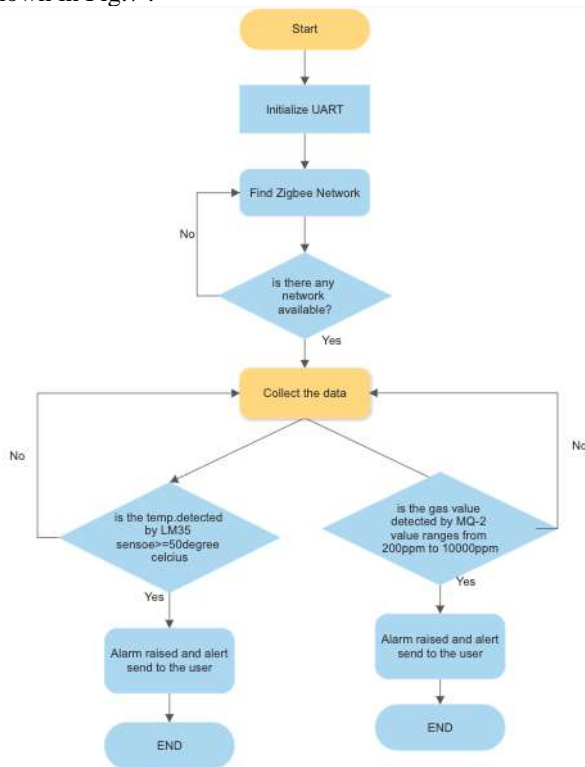 Start
Initialize UART
Find Zigbee Network
No
is there any
network
available?
Yes
Collect the data
No
No
is the temp.detected
by LM35
sensoe>=50degree
celcius
is the gas value
detected by MQ-2
value ranges from
200ppm to 10000ppm
Yes
Yes
Alarm raised and alert
send to the user
Alarm raised and alert
send to the user
END
END